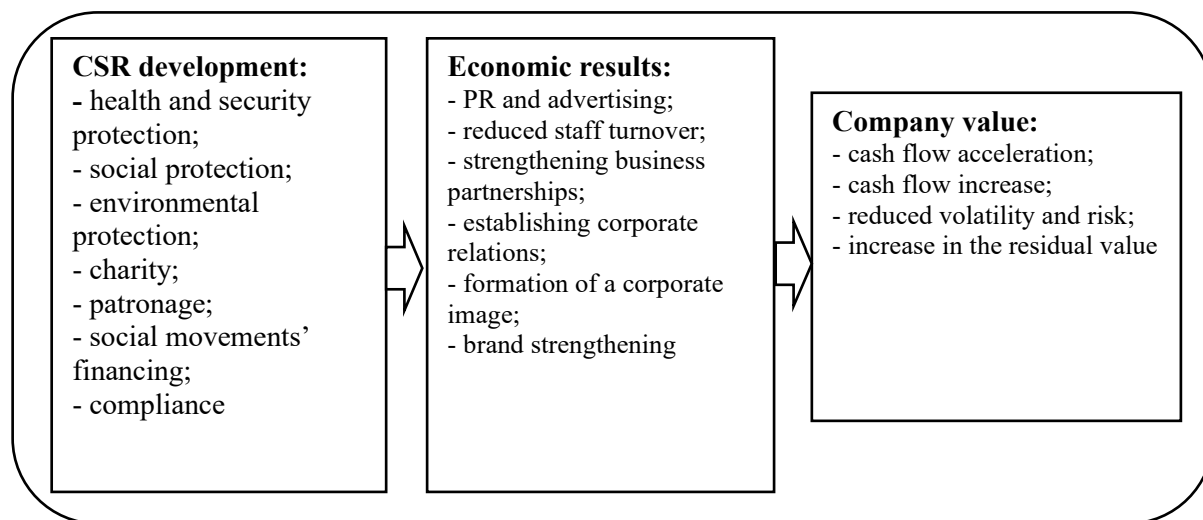 CSR development:
- health and security
protection;
- social protection;
- environmental
protection;
- charity;
- patronage;
- social movements’
financing;
- compliance
Economic results:
- PR and advertising;
- reduced staff turnover;
- strengthening business
partnerships;
- establishing corporate
relations;
- formation of a corporate
image;
- brand strengthening
Company value:
- cash flow acceleration;
- cash flow increase;
- reduced volatility and risk;
- increase in the residual value